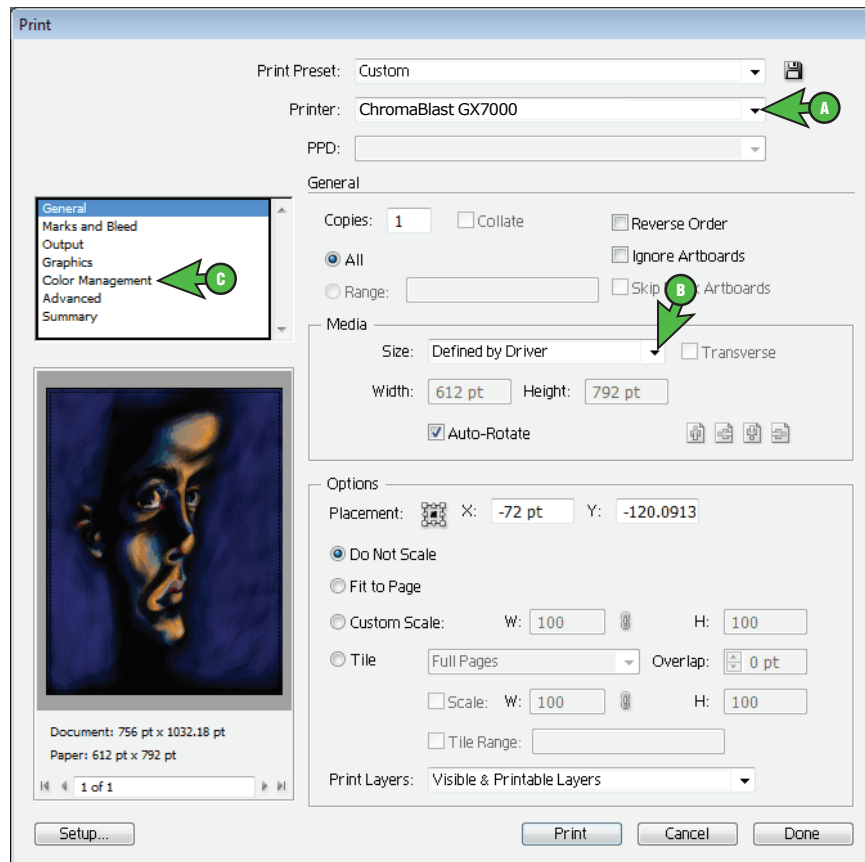 Print
Print Preset: Custom
Printer: ChromaBlast GX7000
A
PPD:
General
Marks and Bleed
Output
Graphics
Color Management
C
Advanced
Summary
General
Copies: 1 Collate Reverse Order
All Ignore Artboards
Range: Skip Artboards
B
Media
Size: Defined by Driver Transverse
Width: 612 pt Height: 792 pt
Auto-Rotate
Options
Placement: X: -72 pt Y: -120.0913
Do Not Scale
Fit to Page
Custom Scale: W: 100 H: 100
Tile Full Pages Overlap: 0 pt
Scale: W: 100 H: 100
Tile Range:
Print Layers: Visible & Printable Layers
Document: 756 pt x 1032.18 pt
Paper: 612 pt x 792 pt
1 of 1
Setup... Print Cancel Done